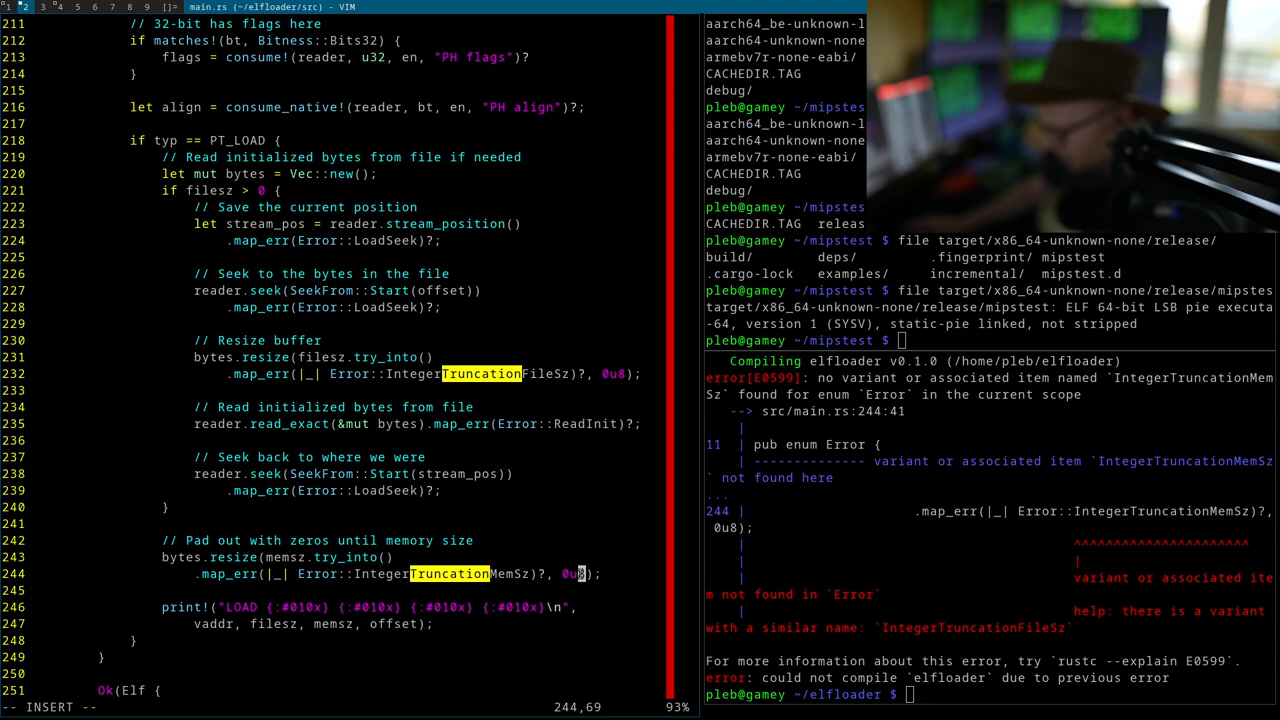 1 2 3 4 5 6 7 8 9 []= main.rs (~/elfloader/src) - VIM
211 // 32-bit has flags here
212 if matches!(bt, Bitness::Bits32) {
213 flags = consume!(reader, u32, en, "PH flags")?
214 }
215
216 let align = consume_native!(reader, bt, en, "PH align")?;
217
218 if typ == PT_LOAD {
219 // Read initialized bytes from file if needed
220 let mut bytes = Vec::new();
221 if filesz > 0 {
222 // Save the current position
223 let stream_pos = reader.stream_position()
224 .map_err(Error::LoadSeek)?;
225
226 // Seek to the bytes in the file
227 reader.seek(SeekFrom::Start(offset))
228 .map_err(Error::LoadSeek)?;
229
230 // Resize buffer
231 bytes.resize(filesz.try_into()
232 .map_err(|_| Error::IntegerTruncationFileSz)?, 0u8);
233
234 // Read initialized bytes from file
235 reader.read_exact(&mut bytes).map_err(Error::ReadInit)?;
236
237 // Seek back to where we were
238 reader.seek(SeekFrom::Start(stream_pos))
239 .map_err(Error::LoadSeek)?;
240 }
241
242 // Pad out with zeros until memory size
243 bytes.resize(memsz.try_into()
244 .map_err(|_| Error::IntegerTruncationMemSz)?, 0u8);
245
246 print!("LOAD {:#010x} {:#010x} {:#010x} {:#010x}\n",
247 vaddr, filesz, memsz, offset);
248 }
249 }
250
251 Ok(Elf {
-- INSERT -- 244,69 93%
aarch64_be-unknown-l
aarch64-unknown-none
armebv7r-none-eabi/
CACHEDIR.TAG
debug/
pleb@gamey ~/mipstes
aarch64_be-unknown-l
aarch64-unknown-none
armebv7r-none-eabi/
CACHEDIR.TAG
debug/
pleb@gamey ~/mipstes
CACHEDIR.TAG releas
pleb@gamey ~/mipstest $ file target/x86_64-unknown-none/release/
build/ deps/ .fingerprint/ mipstest
.cargo-lock examples/ incremental/ mipstest.d
pleb@gamey ~/mipstest $ file target/x86_64-unknown-none/release/mipstes
target/x86_64-unknown-none/release/mipstest: ELF 64-bit LSB pie executa
-64, version 1 (SYSV), static-pie linked, not stripped
pleb@gamey ~/mipstest $
Compiling elfloader v0.1.0 (/home/pleb/elfloader)
error[E0599]: no variant or associated item named `IntegerTruncationMem
Sz` found for enum `Error` in the current scope
--> src/main.rs:244:41
|
11 | pub enum Error {
| -------------- variant or associated item `IntegerTruncationMemSz
` not found here
...
244 | .map_err(|_| Error::IntegerTruncationMemSz)?,
0u8);
| ^^^^^^^^^^^^^^^^^^^^^^
| |
| variant or associated ite
m not found in `Error`
| help: there is a variant
with a similar name: `IntegerTruncationFileSz`
For more information about this error, try `rustc --explain E0599`.
error: could not compile `elfloader` due to previous error
pleb@gamey ~/elfloader $